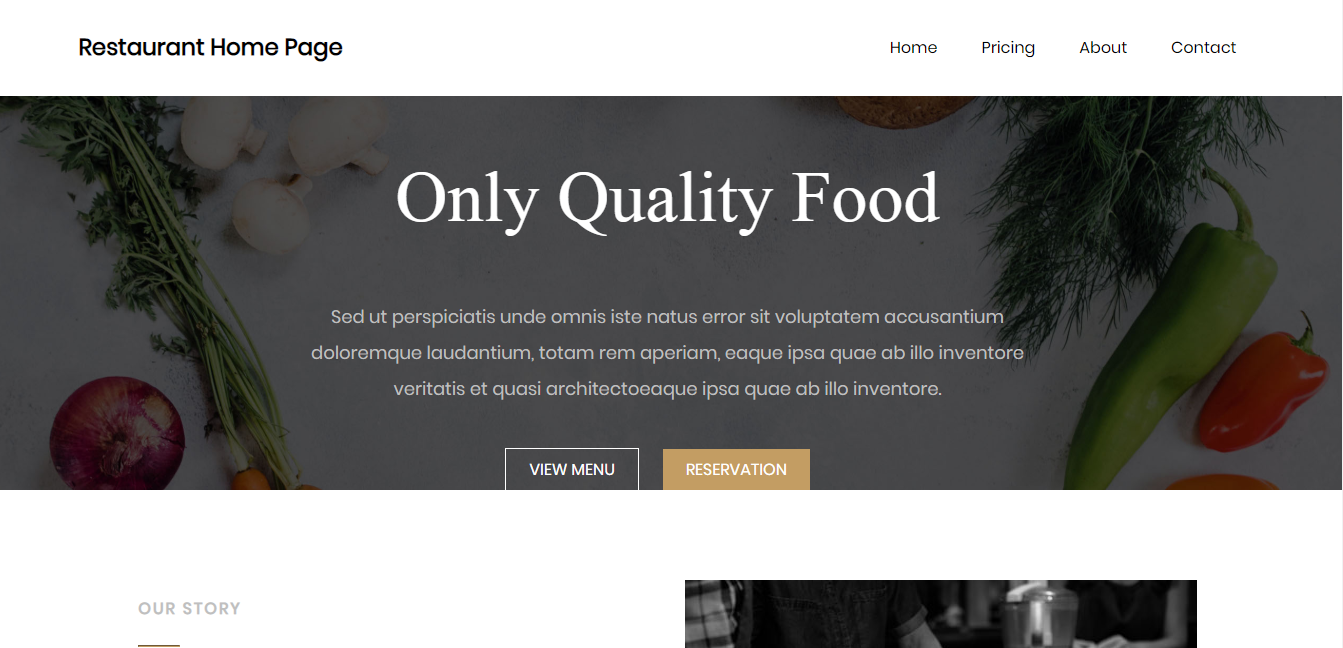 Restaurant Home Page
Home Pricing About Contact
Only Quality Food
Sed ut perspiciatis unde omnis iste natus error sit voluptatem accusantium
doloremque laudantium, totam rem aperiam, eaque ipsa quae ab illo inventore
veritatis et quasi architectoeaque ipsa quae ab illo inventore.
VIEW MENU RESERVATION
OUR STORY